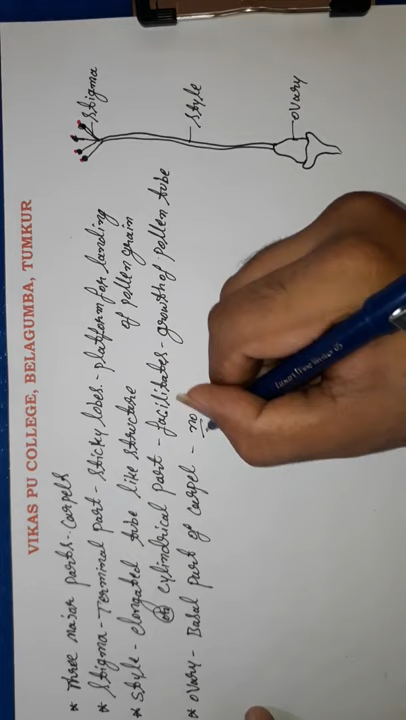 VIKAS PU COLLEGE, BELAGUMBA, TUMKUR
Stigma
style
ovary
* Three major parts - carpels
* Stigma - Terminal part - sticky lobes. platform for landing
of pollen grain
* Style - elongated tube like structure
cylindrical part - facilitates - growth of pollen tube
* Ovary - Basal part of carpel -